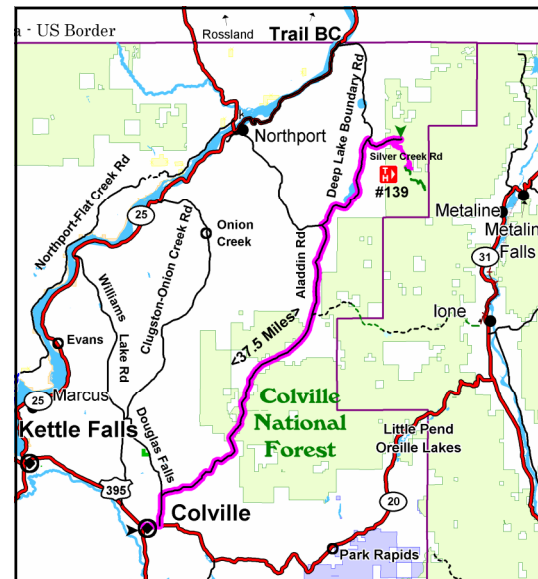 a - US Border
Rossland
Trail BC
Northport
Deep Lake Boundary Rd
Silver Creek Rd
TH
#139
Northport-Flat Creek Rd
25
Onion
Creek
Clugston-Onion Creek Rd
Aladdin Rd
Metaline
Metalin
Falls
31
Ione
Williams
Lake Rd
<37.5 Miles>
Evans
25
Marcus
Kettle Falls
Douglas Falls
Colville
National
Forest
Little Pend
Oreille Lakes
395
20
Colville
Park Rapids